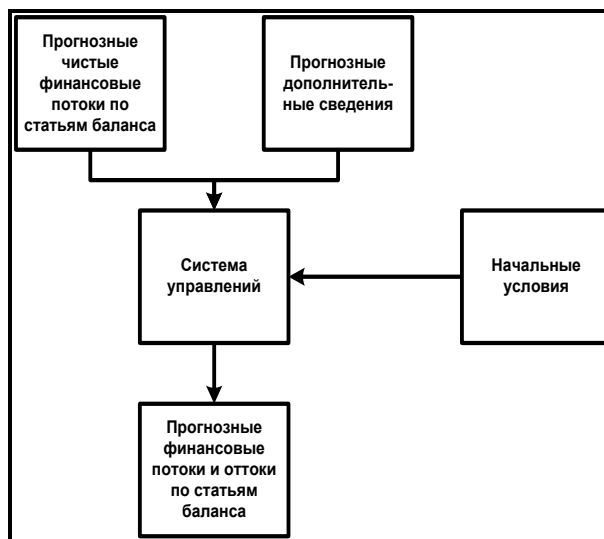 Прогнозные
чистые
финансовые
потоки по
статьям баланса
Прогнозные
дополнитель-
ные сведения
Система
управлений
Начальные
условия
Прогнозные
финансовые
потоки и оттоки
по статьям
баланса